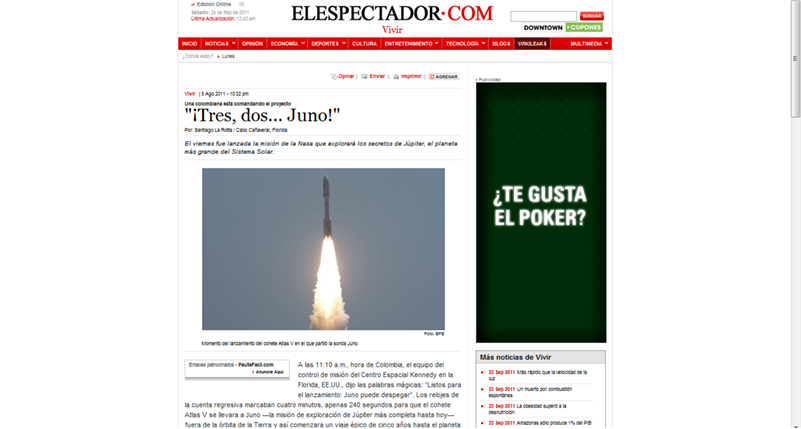 Edición Online
Sábado, 24 de Sep de 2011
Última Actualización: 12:40 am
ELESPECTADOR·COM
Vivir
BUSCAR
DOWNTOWN CUPONES
INICIO NOTICIAS OPINIÓN ECONOMÍA DEPORTES CULTURA ENTRETENIMIENTO TECNOLOGÍA BLOGS WIKILEAKS MULTIMEDIA
¿Dónde estoy? Lunes
Opinar | Enviar | Imprimir | AGREGAR
Publicidad
Vivir | 5 Ago 2011 - 10:32 pm
Una colombiana está comandando el proyecto
"¡Tres, dos... Juno!"
Por: Santiago La Rotta / Cabo Cañaveral, Florida
El viernes fue lanzada la misión de la Nasa que explorará los secretos de Júpiter, el planeta
más grande del Sistema Solar.
¿TE GUSTA
EL POKER?
Foto: EFE
Momento del lanzamiento del cohete Atlas V en el que partió la sonda Juno.
Enlaces patrocinados - PauteFacil.com
Anuncie Aquí
A las 11:10 a.m., hora de Colombia, el equipo del
control de misión del Centro Espacial Kennedy en la
Florida, EE.UU., dijo las palabras mágicas: "Listos para
el lanzamiento: Juno puede despegar". Los relojes de
la cuenta regresiva marcaban cuatro minutos, apenas 240 segundos para que el cohete
Atlas V se llevara a Juno —la misión de exploración de Júpiter más completa hasta hoy—
fuera de la órbita de la Tierra y así comenzara un viaje épico de cinco años hasta el planeta
Más noticias de Vivir
23 Sep 2011 Más rápido que la velocidad de
la luz
23 Sep 2011 Un muerto por combustión
espontánea
23 Sep 2011 La obesidad superó a la
desnutrición
23 Sep 2011 Amazonas sólo produce 1% del PIB